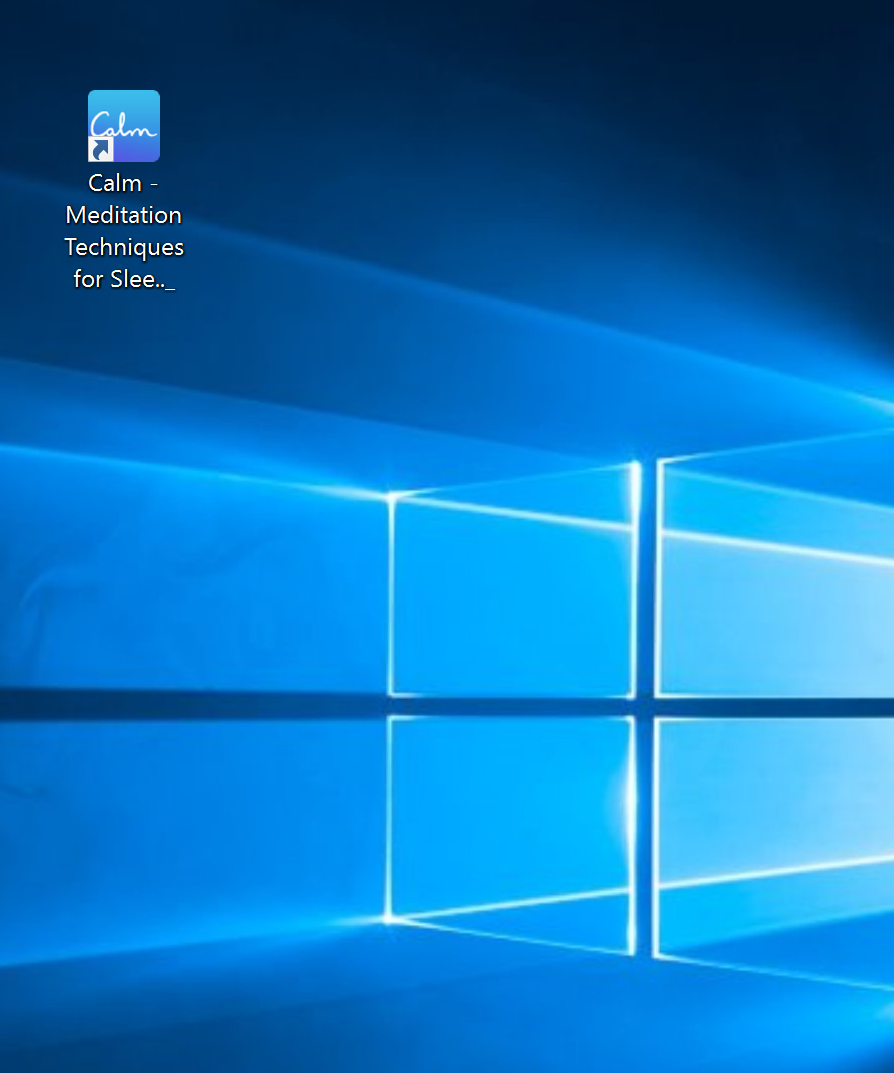 Calm
Calm -
Meditation
Techniques
for Slee.._